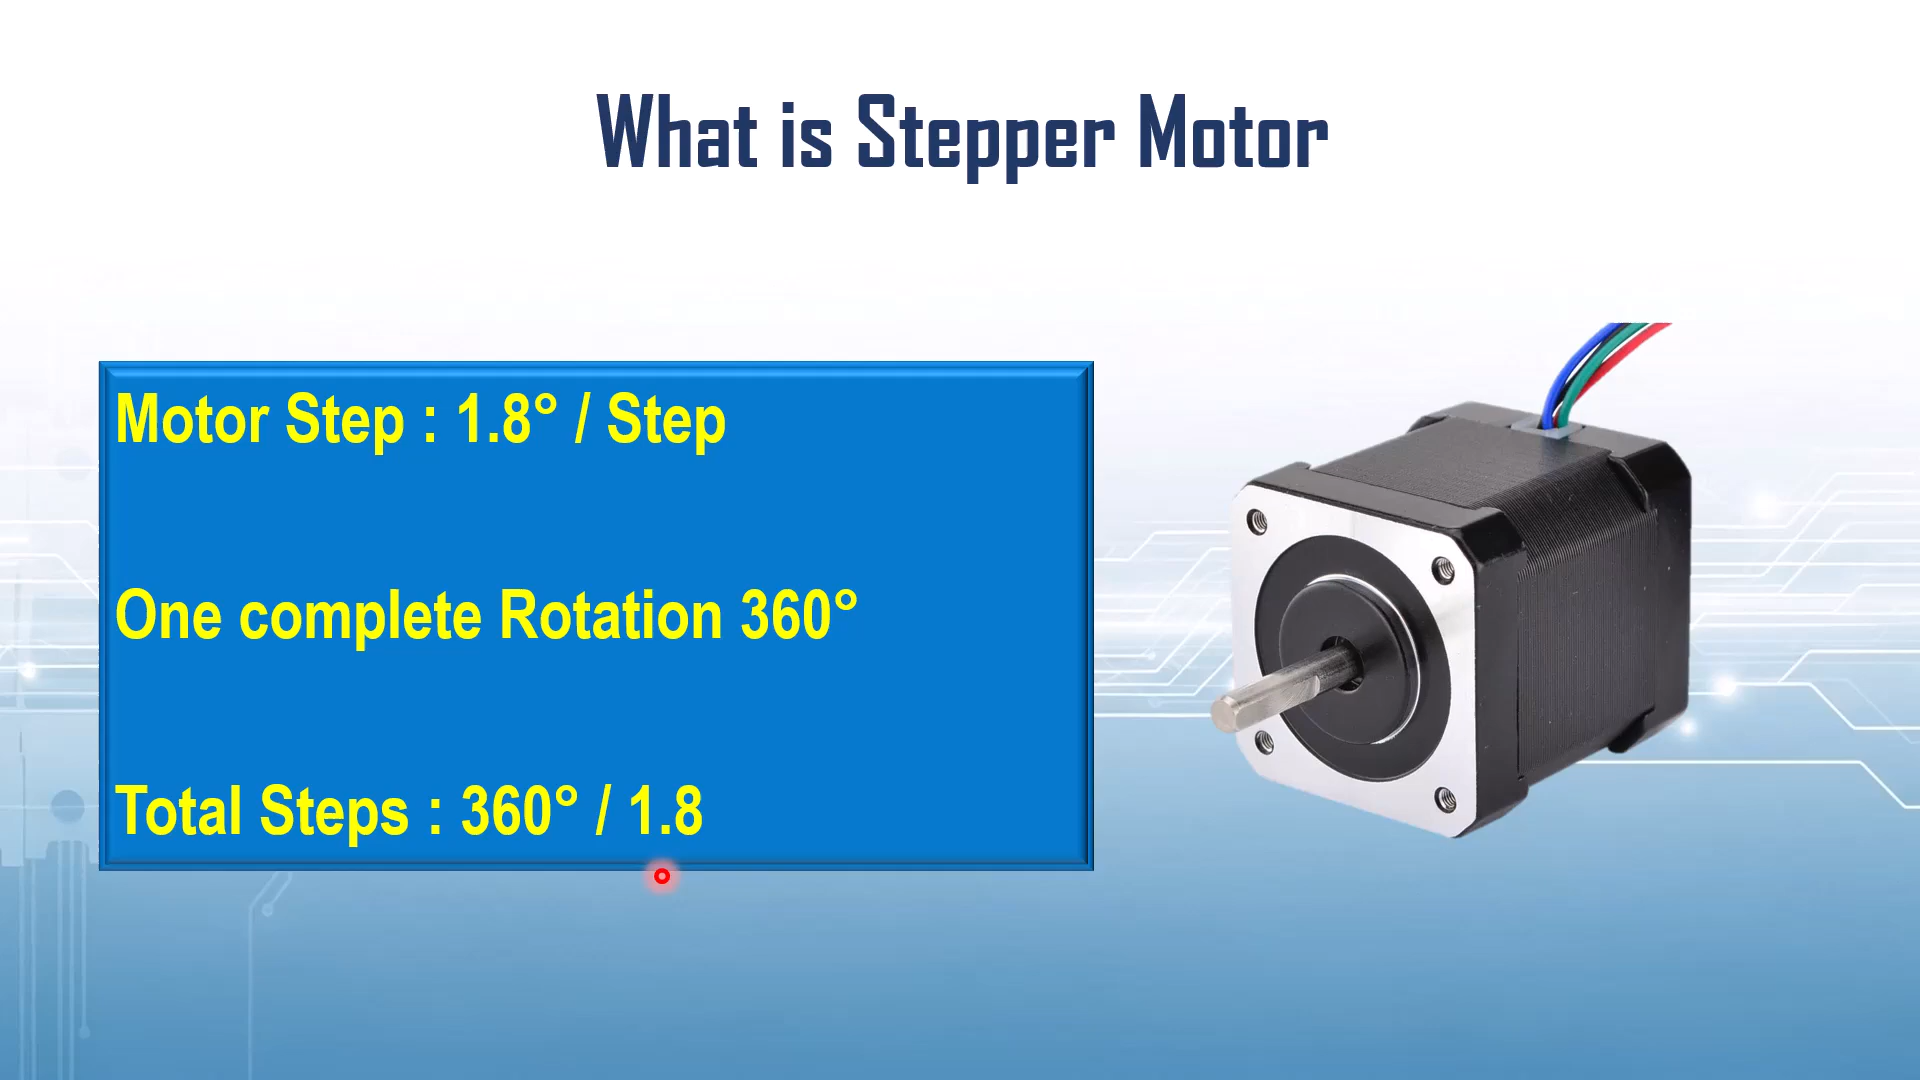 What is Stepper Motor
Motor Step : 1.8° / Step
One complete Rotation 360°
Total Steps : 360° / 1.8